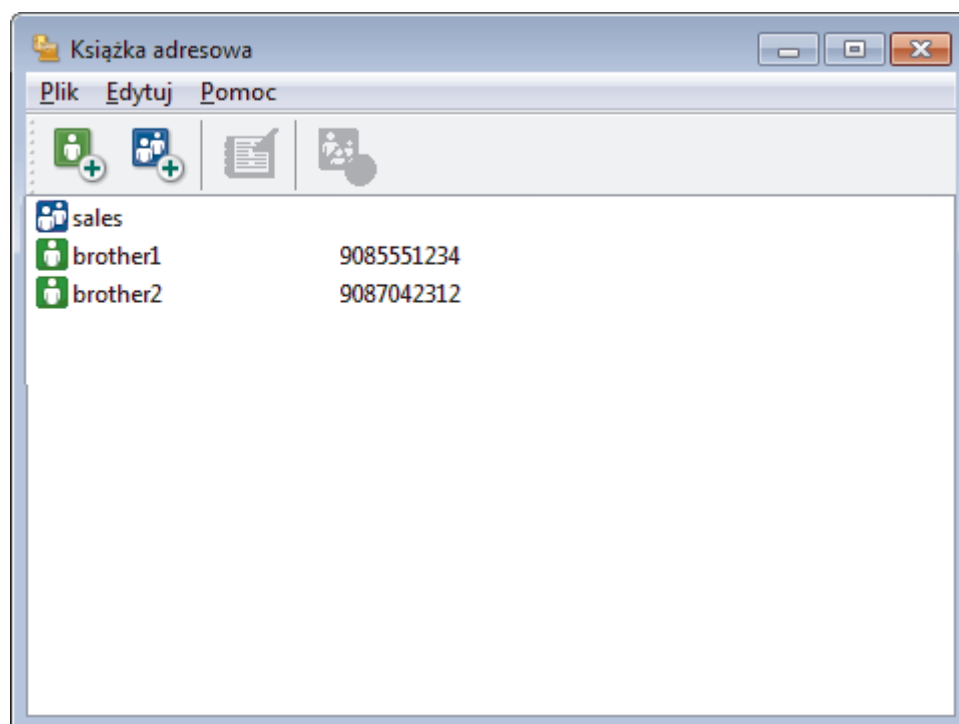 Książka adresowa
Plik Edytuj Pomoc
sales
brother1 9085551234
brother2 9087042312